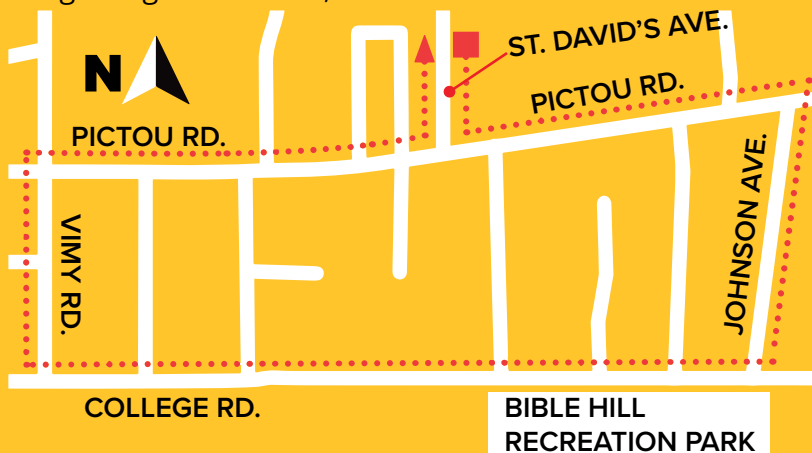 ST. DAVID'S AVE.
N
PICTOU RD.
PICTOU RD.
VIMY RD.
JOHNSON AVE.
COLLEGE RD.
BIBLE HILL
RECREATION PARK